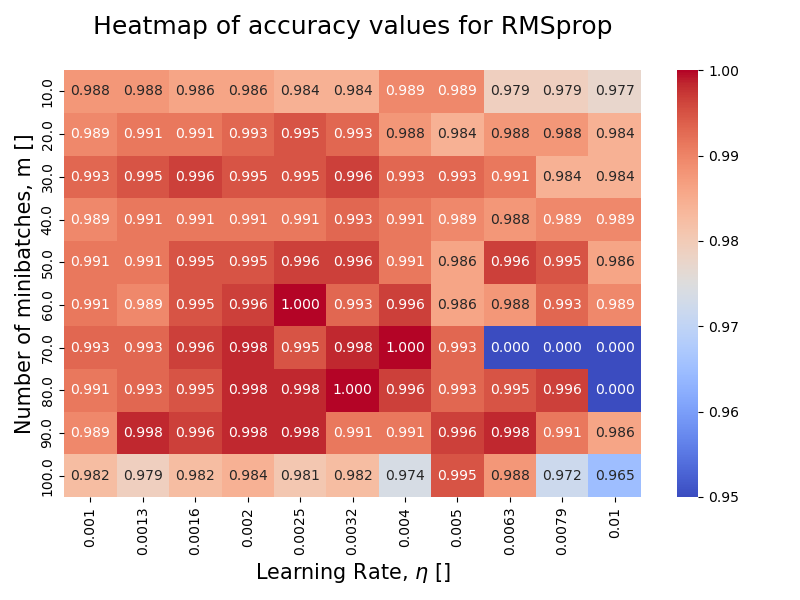 Heatmap of accuracy values for RMSprop
Number of minibatches, m []
10.0 0.988 0.988 0.986 0.986 0.984 0.984 0.989 0.989 0.979 0.979 0.977
20.0 0.989 0.991 0.991 0.993 0.995 0.993 0.988 0.984 0.988 0.988 0.984
30.0 0.993 0.995 0.996 0.995 0.995 0.996 0.993 0.993 0.991 0.984 0.984
40.0 0.989 0.991 0.991 0.991 0.991 0.993 0.991 0.989 0.988 0.989 0.989
50.0 0.991 0.991 0.995 0.995 0.996 0.996 0.991 0.986 0.996 0.995 0.986
60.0 0.991 0.989 0.995 0.996 1.000 0.993 0.996 0.986 0.988 0.993 0.989
70.0 0.993 0.993 0.996 0.998 0.995 0.998 1.000 0.993 0.000 0.000 0.000
80.0 0.991 0.993 0.995 0.998 0.998 1.000 0.996 0.993 0.995 0.996 0.000
90.0 0.989 0.998 0.996 0.998 0.998 0.991 0.991 0.996 0.998 0.991 0.986
100.0 0.982 0.979 0.982 0.984 0.981 0.982 0.974 0.995 0.988 0.972 0.965
0.001 0.0013 0.0016 0.002 0.0025 0.0032 0.004 0.005 0.0063 0.0079 0.01
Learning Rate, η []
1.00
0.99
0.98
0.97
0.96
0.95